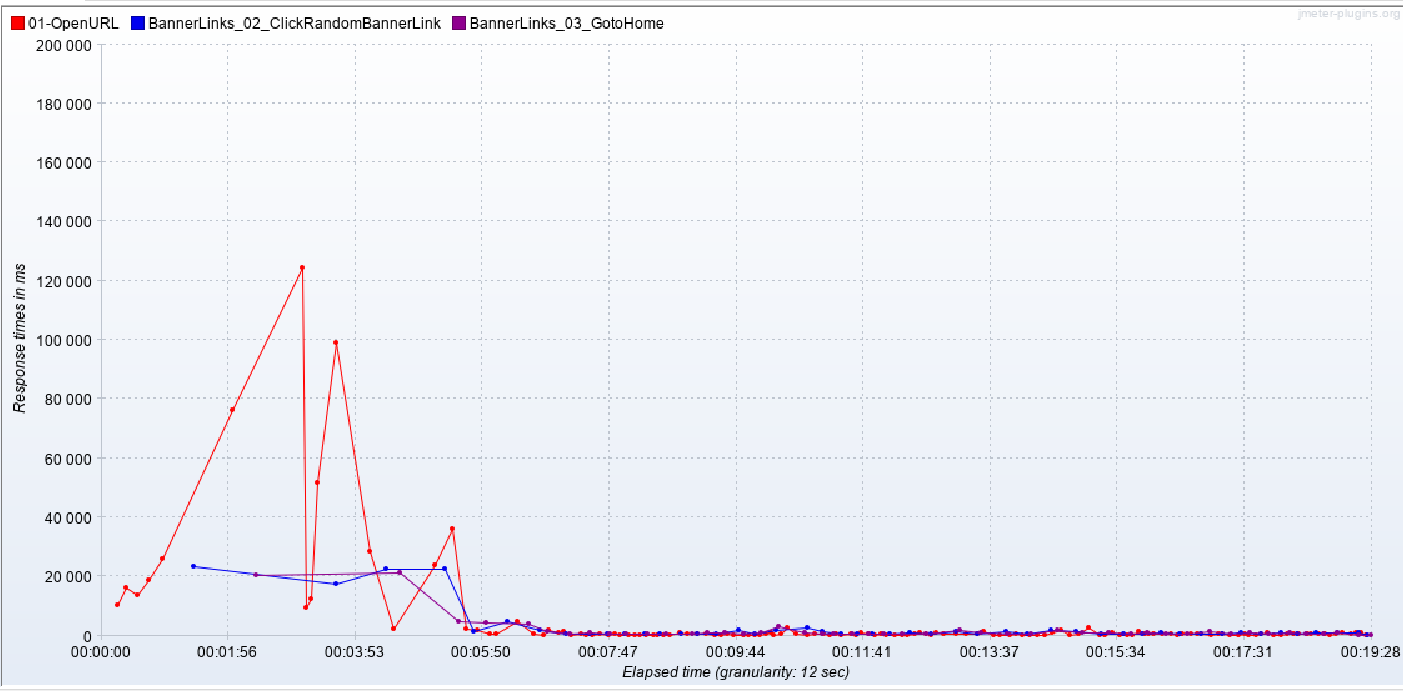 jmeter-plugins.org
01-OpenURL BannerLinks_02_ClickRandomBannerLink BannerLinks_03_GotoHome
200 000
180 000
160 000
140 000
120 000
100 000
80 000
60 000
40 000
20 000
0
Response times in ms
00:00:00 00:01:56 00:03:53 00:05:50 00:07:47 00:09:44 00:11:41 00:13:37 00:15:34 00:17:31 00:19:28
Elapsed time (granularity: 12 sec)